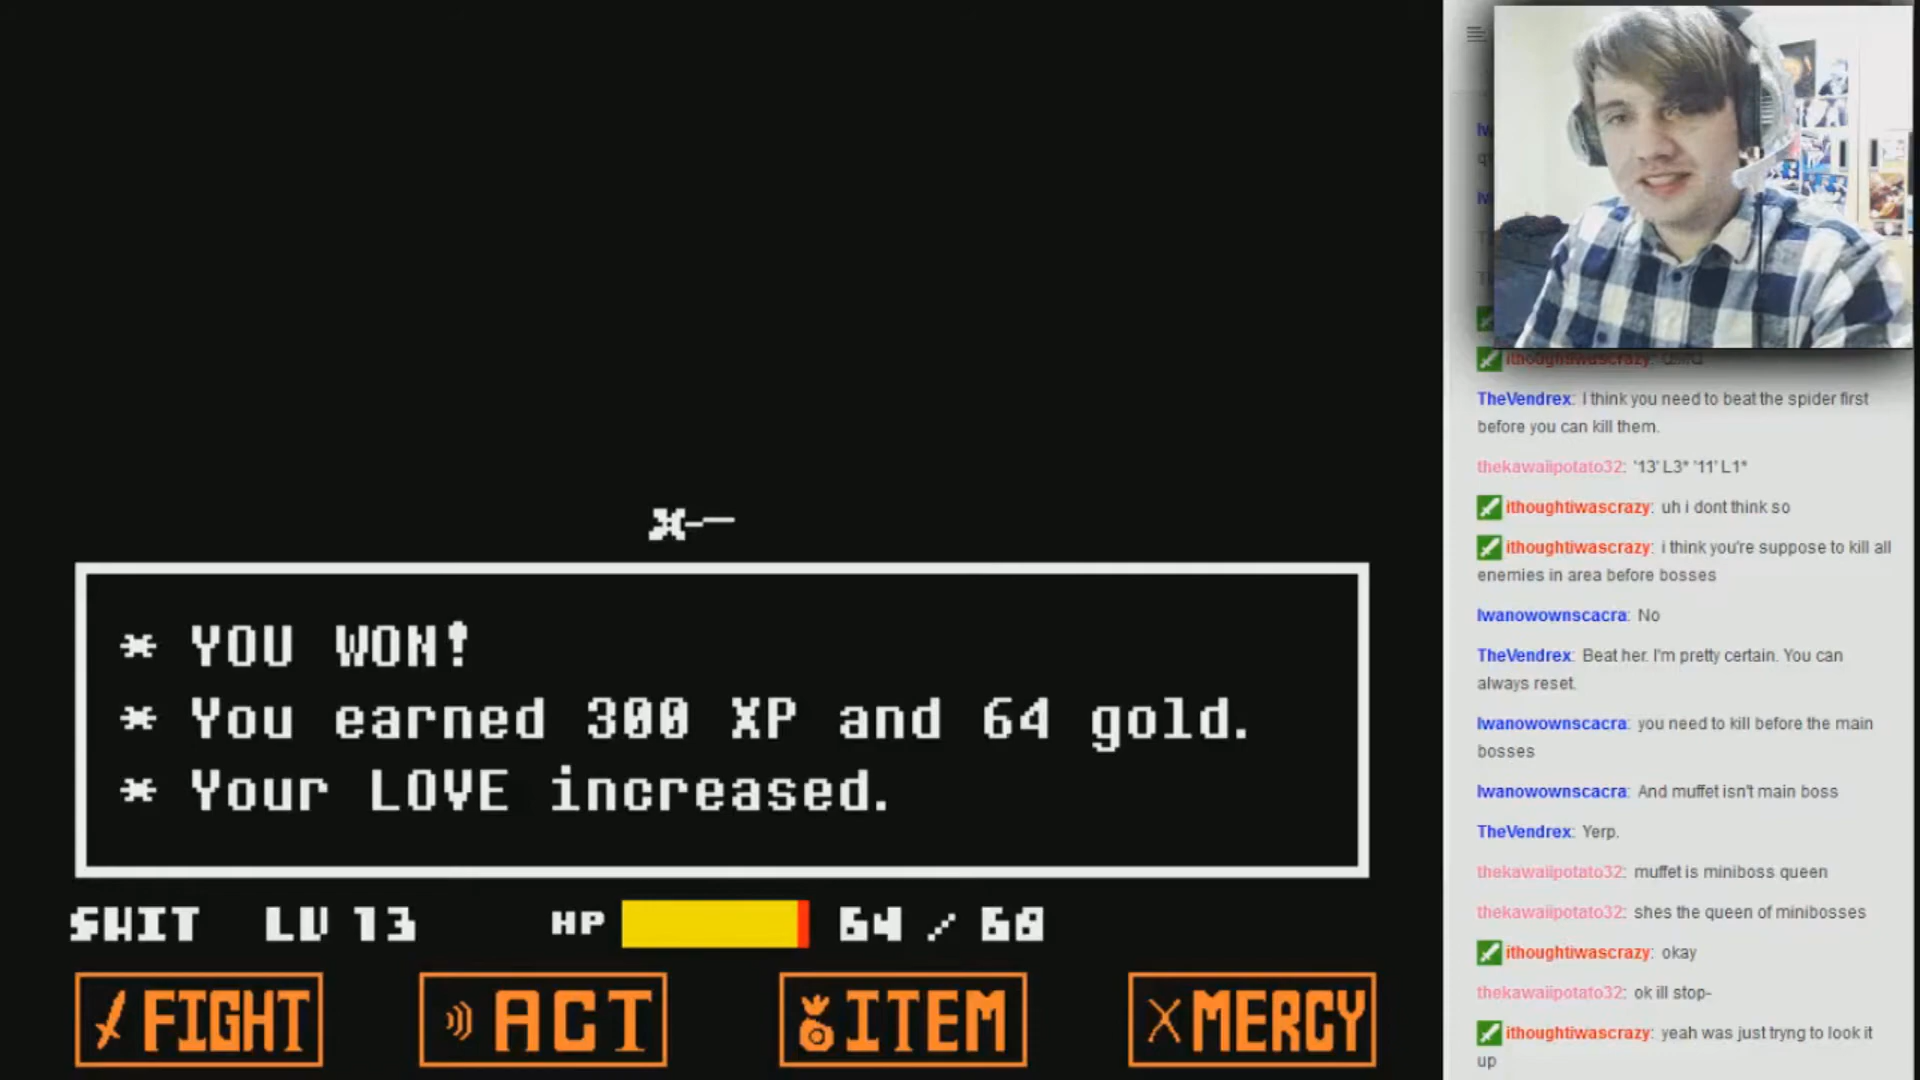 * YOU WON!
* You earned 300 XP and 64 gold.
* Your LOVE increased.
LV 13 HP 64 / 68
FIGHT ACT ITEM MERCY
ithoughtiwascrazy:
TheVendrex: I think you need to beat the spider first
before you can kill them.
thekawaiipotato32: '13' L3* '11' L1*
ithoughtiwascrazy: uh i dont think so
ithoughtiwascrazy: i think you're suppose to kill all
enemies in area before bosses
Iwanowownscacra: No
TheVendrex: Beat her. I'm pretty certain. You can
always reset.
Iwanowownscacra: you need to kill before the main
bosses
Iwanowownscacra: And muffet isn't main boss
TheVendrex: Yerp.
thekawaiipotato32: muffet is miniboss queen
thekawaiipotato32: shes the queen of minibosses
ithoughtiwascrazy: okay
thekawaiipotato32: ok ill stop-
ithoughtiwascrazy: yeah was just tryng to look it
up